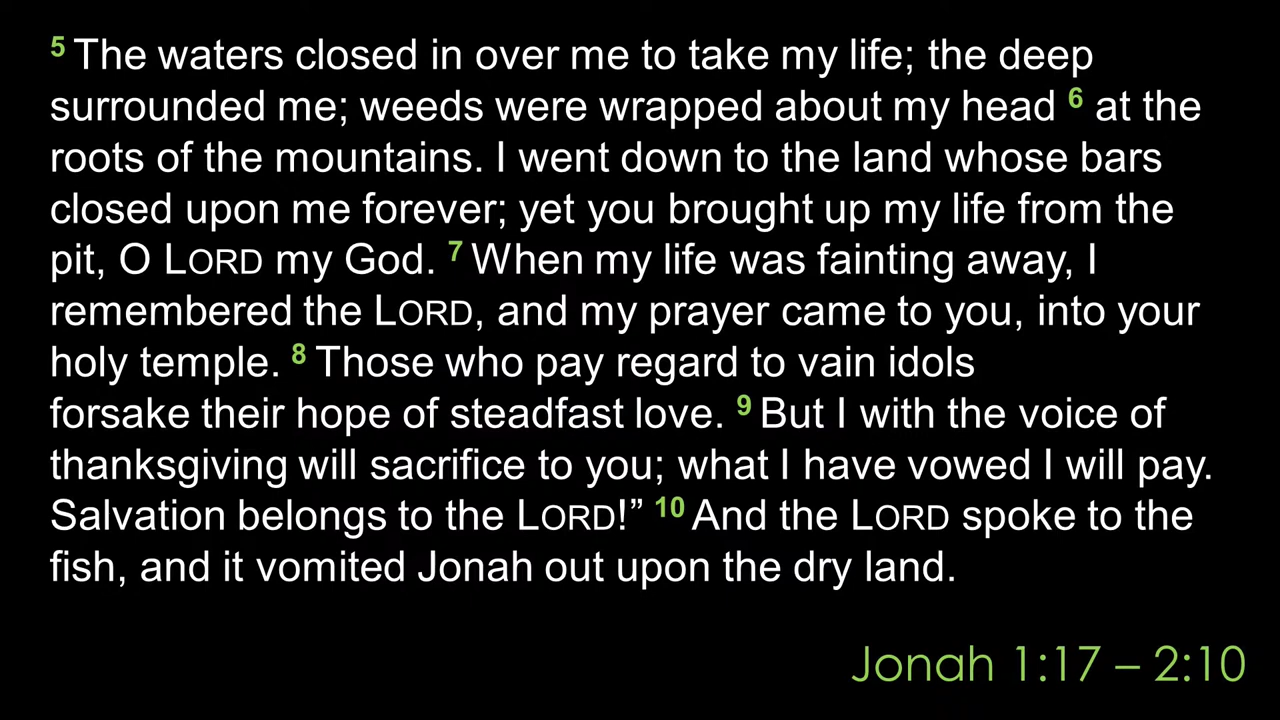 5 The waters closed in over me to take my life; the deep
surrounded me; weeds were wrapped about my head 6 at the
roots of the mountains. I went down to the land whose bars
closed upon me forever; yet you brought up my life from the
pit, O LORD my God. 7 When my life was fainting away, I
remembered the LORD, and my prayer came to you, into your
holy temple. 8 Those who pay regard to vain idols
forsake their hope of steadfast love. 9 But I with the voice of
thanksgiving will sacrifice to you; what I have vowed I will pay.
Salvation belongs to the LORD!” 10 And the LORD spoke to the
fish, and it vomited Jonah out upon the dry land.
Jonah 1:17 – 2:10